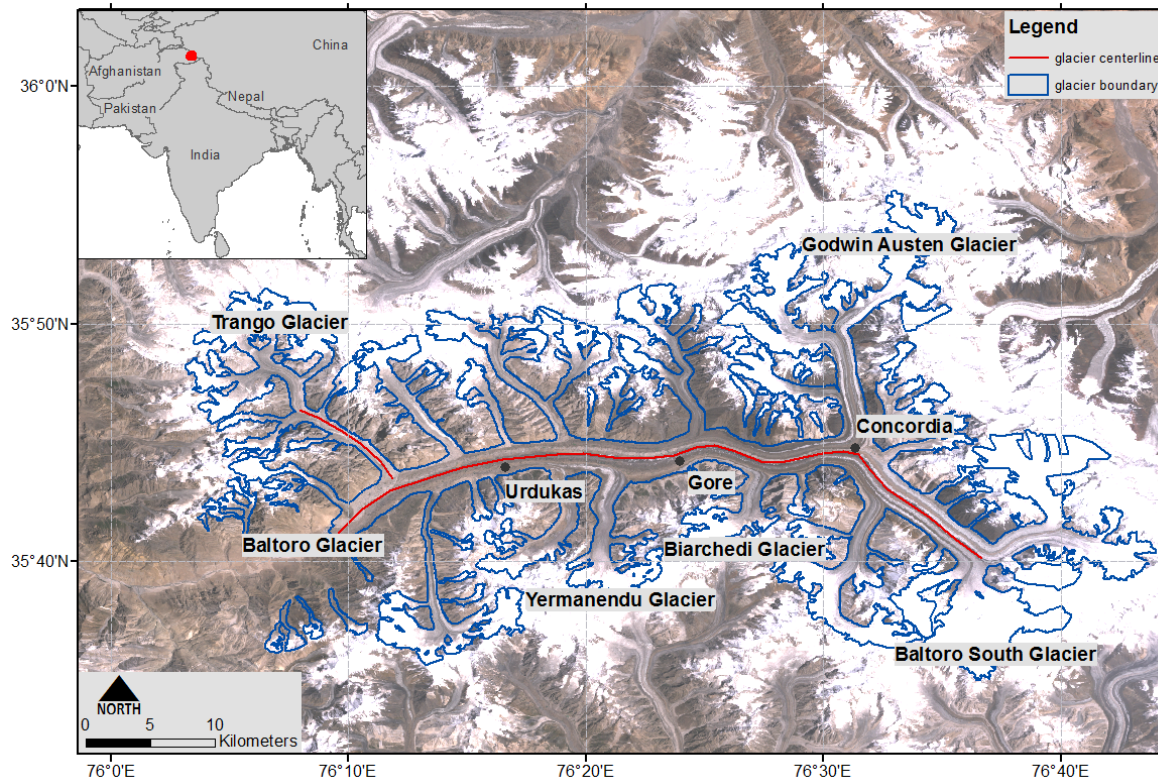 China
Afghanistan
Pakistan
Nepal
India
Legend
glacier centerline
glacier boundary
36°0'N
35°50'N
35°40'N
Godwin Austen Glacier
Trango Glacier
Concordia
Urdukas
Gore
Baltoro Glacier
Biarchedi Glacier
Yermanendu Glacier
Baltoro South Glacier
NORTH
0 5 10
Kilometers
76°0'E 76°10'E 76°20'E 76°30'E 76°40'E